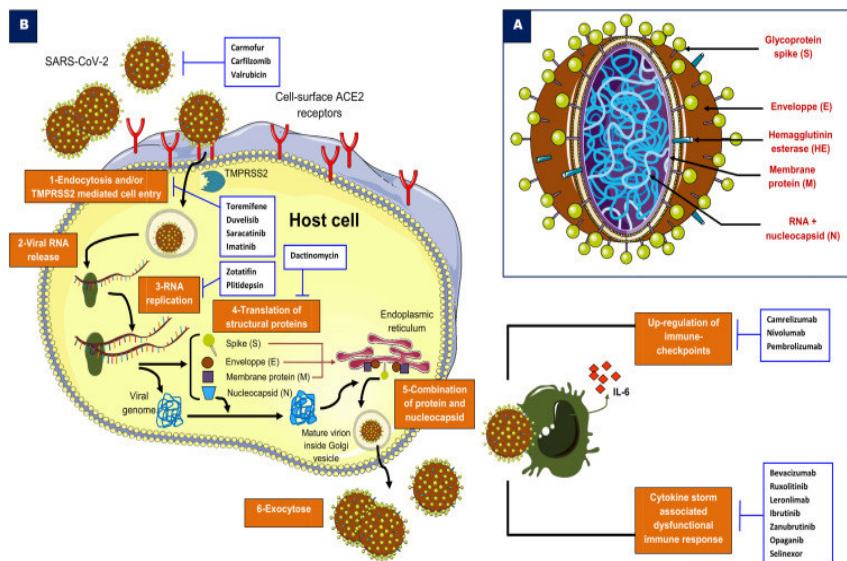 B
SARS-CoV-2
Carmofur
Carfilzomib
Valrubicin
Cell-surface ACE2
receptors
TMPRSS2
1-Endocytosis and/or
TMPRSS2 mediated cell entry
Toremifene
Duvelisib
Saracatinib
Imatinib
Host cell
2-Viral RNA
release
Zotatifin
Plitidepsin
3-RNA
replication
Dactinomycin
4-Translation of
structural proteins
Endoplasmic
reticulum
Spike (S)
Enveloppe (E)
Membrane protein (M)
Nucleocapsid (N)
Viral
genome
5-Combination
of protein and
nucleocapsid
Mature virion
inside Golgi
vesicle
6-Exocytose
A
Glycoprotein
spike (S)
Enveloppe (E)
Hemagglutinin
esterase (HE)
Membrane
protein (M)
RNA +
nucleocapsid (N)
Up-regulation of
immune-
checkpoints
Camrelizumab
Nivolumab
Pembrolizumab
IL-6
Cytokine storm
associated
dysfunctional
immune response
Bevacizumab
Ruxolitinib
Leronlimab
Ibrutinib
Zanubrutinib
Opaganib
Selinexor